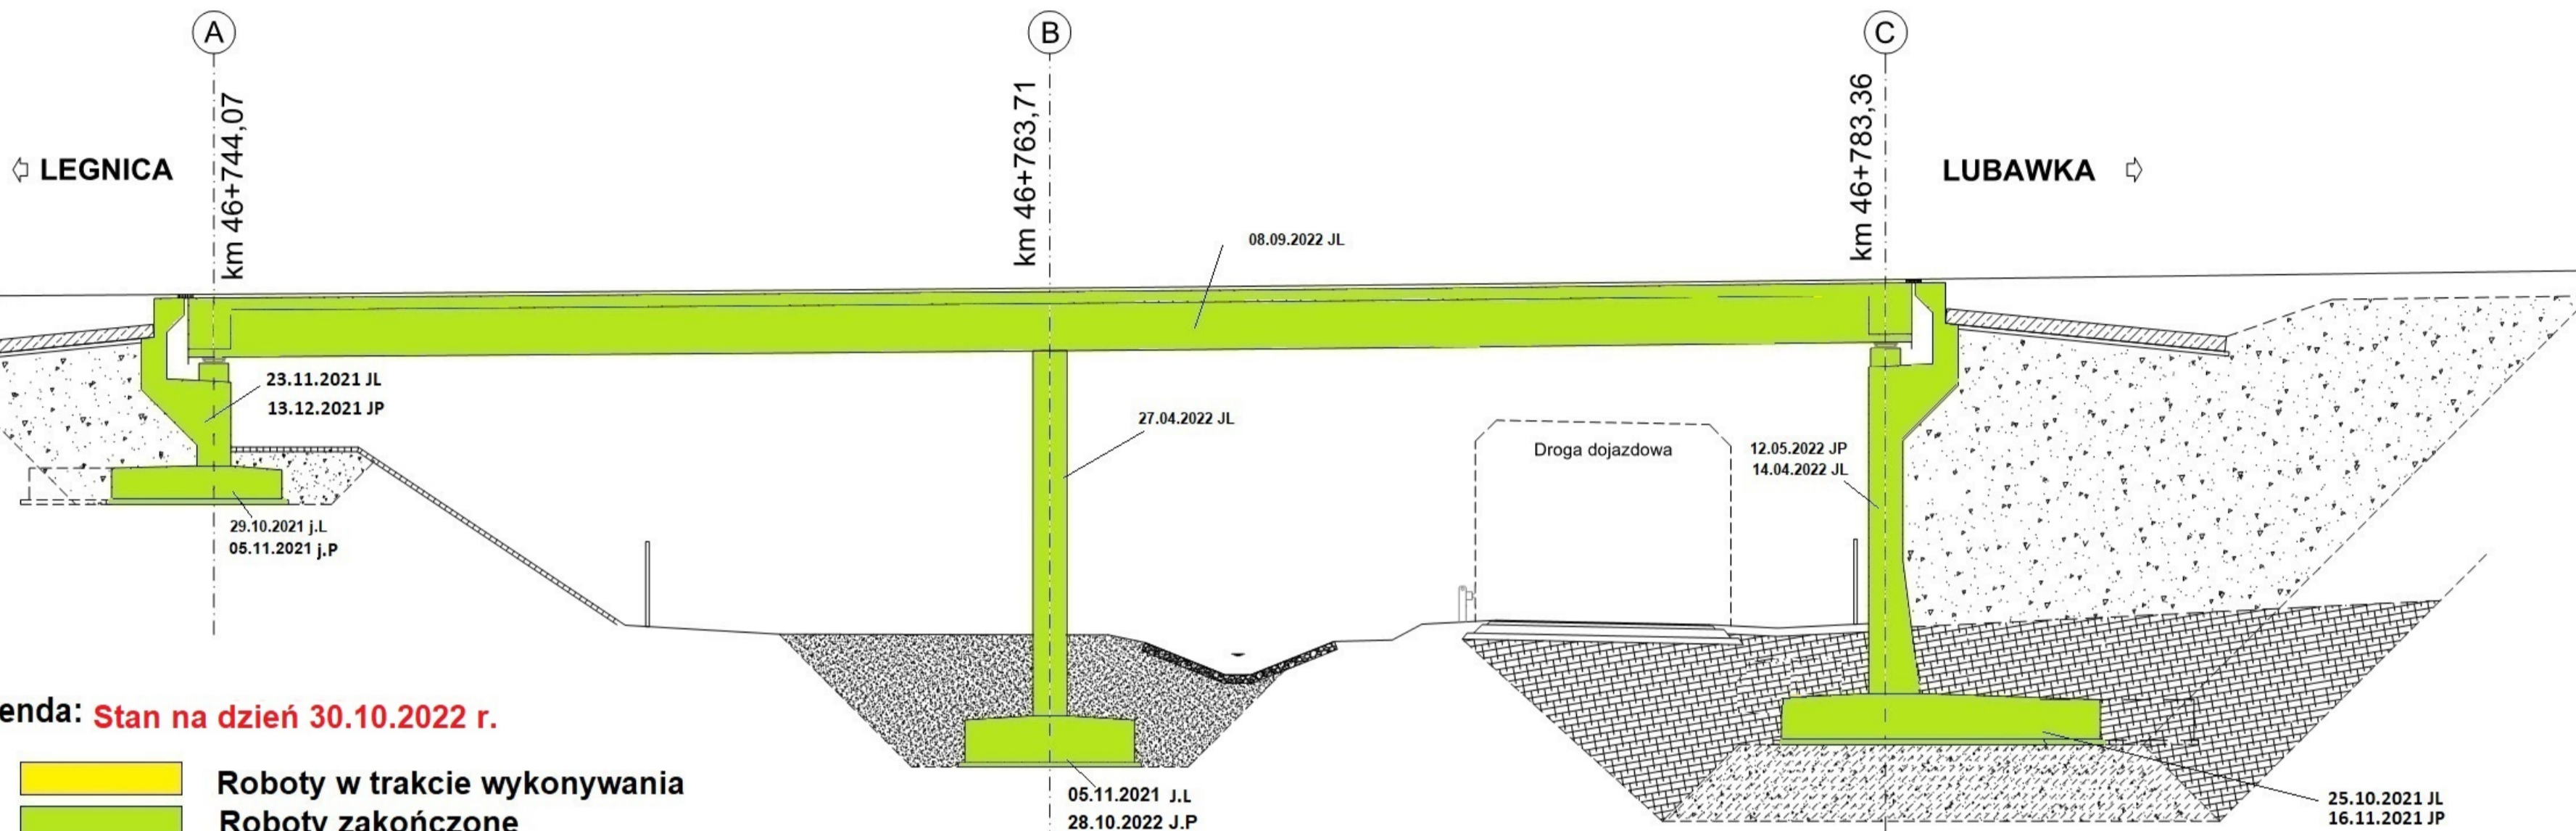 A
B
C
km 46+744,07
km 46+763,71
km 46+783,36
LEGNICA
LUBAWKA
08.09.2022 JL
23.11.2021 JL
13.12.2021 JP
27.04.2022 JL
Droga dojazdowa
12.05.2022 JP
14.04.2022 JL
29.10.2021 j.L
05.11.2021 j.P
enda: Stan na dzień 30.10.2022 r.
Roboty w trakcie wykonywania
Roboty zakończone
05.11.2021 J.L
28.10.2022 J.P
25.10.2021 JL
16.11.2021 JP